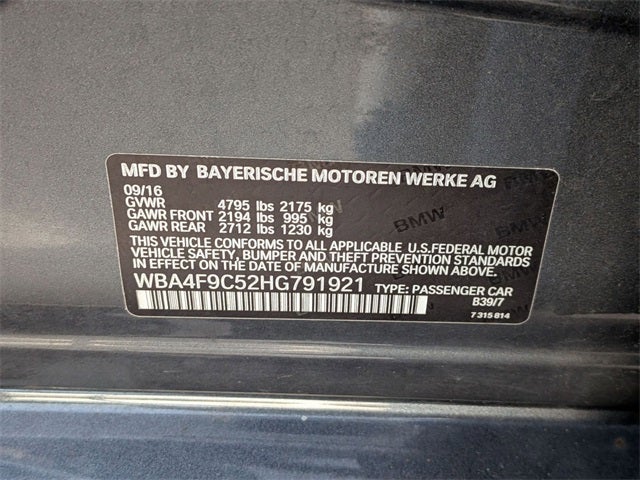 MFD BY BAYERISCHE MOTOREN WERKE AG
09/16
GVWR 4795 lbs 2175 kg
GAWR FRONT 2194 lbs 995 kg
GAWR REAR 2712 lbs 1230 kg
THIS VEHICLE CONFORMS TO ALL APPLICABLE U.S.FEDERAL MOTOR
VEHICLE SAFETY, BUMPER AND THEFT PREVENTION STANDARDS
IN EFFECT ON THE DATE OF MANUFACTURE SHOWN ABOVE.
WBA4F9C52HG791921 TYPE: PASSENGER CAR
B39/7
7 315 814
BMW